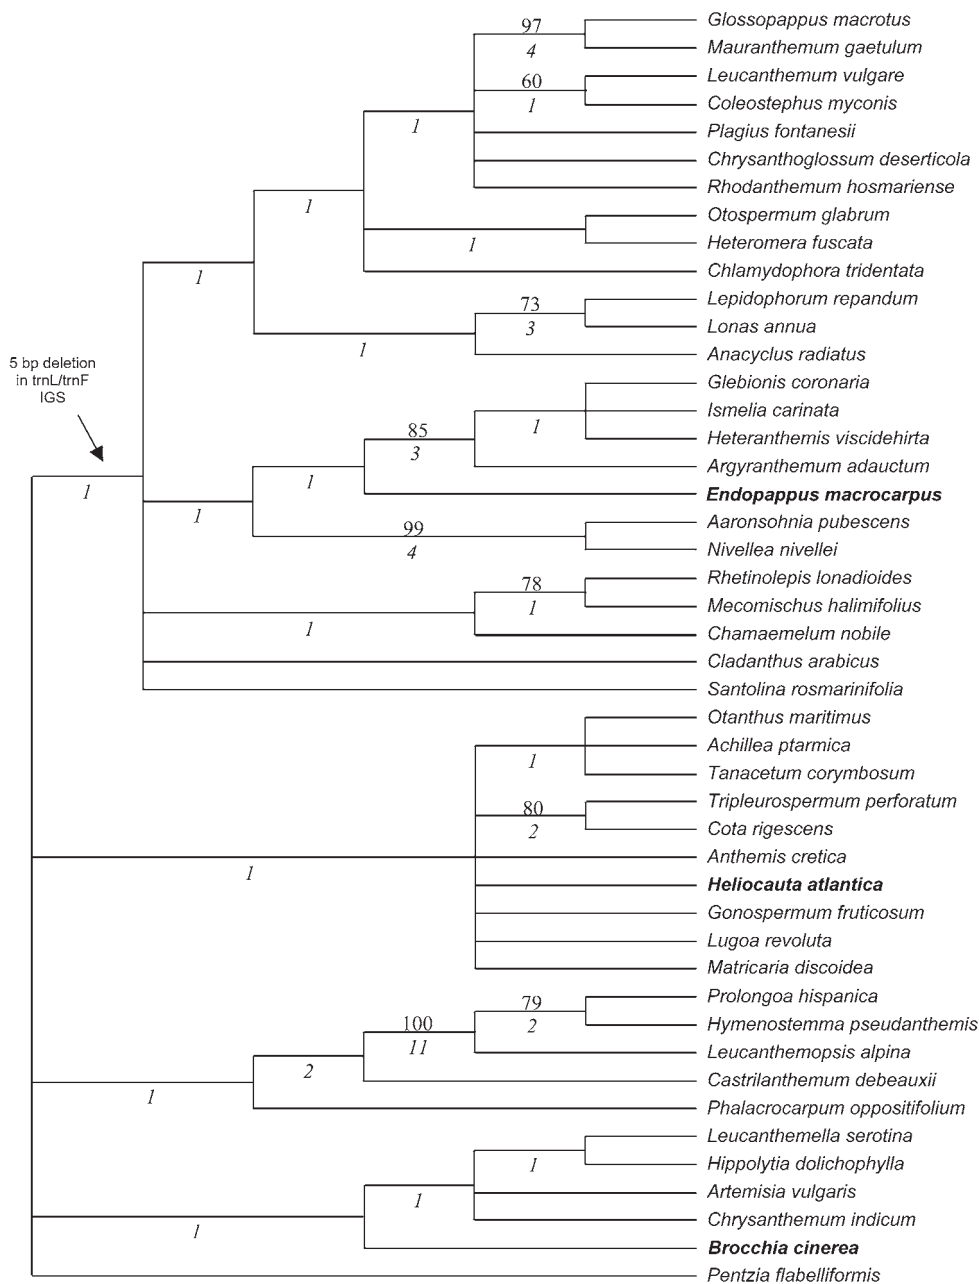 97
Glossopappus macrotus
4
Mauranthemum gaetulum
60
Leucanthemum vulgare
1
Coleostephus myconis
1
Plagius fontanesii
Chrysanthoglossum deserticola
Rhodanthemum hosmariense
1
Otospermum glabrum
1
Heteromera fuscata
1
Chlamydophora tridentata
73
Lepidophorum repandum
3
Lonas annua
1
Anacyclus radiatus
5 bp deletion
in trnL/trnF
IGS
Glebionis coronaria
Ismelia carinata
85
1
Heteranthemis viscidehirta
3
Argyranthemum adauctum
1
1
Endopappus macrocarpus
1
99
Aaronsohnia pubescens
4
Nivellea nivellei
78
Rhetinolepis lonadioides
1
Mecomischus halimifolius
1
Chamaemelum nobile
Cladanthus arabicus
Santolina rosmarinifolia
Otanthus maritimus
Achillea ptarmica
1
Tanacetum corymbosum
80
Tripleurospermum perforatum
2
Cota rigescens
Anthemis cretica
1
Heliocauta atlantica
Gonospermum fruticosum
Lugoa revoluta
Matricaria discoidea
79
Prolongoa hispanica
100
2
Hymenostemma pseudanthemis
11
Leucanthemopsis alpina
2
Castrilanthemum debeauxii
1
Phalacrocarpum oppositifolium
Leucanthemella serotina
1
Hippolytia dolichophylla
1
Artemisia vulgaris
Chrysanthemum indicum
1
Brocchia cinerea
Pentzia flabelliformis